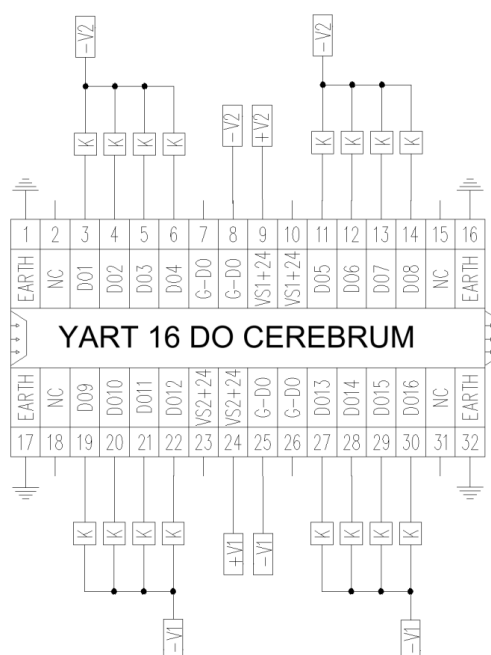 -V2 -V2
-V2 +V2
K K K K K K K K
1 2 3 4 5 6 7 8 9 10 11 12 13 14 15 16
EARTH NC DO1 DO2 DO3 DO4 G-DO G-DO VS1+24 VS1+24 DO5 DO6 DO7 DO8 NC EARTH
YART 16 DO CEREBRUM
EARTH NC DO9 DO10 DO11 DO12 VS2+24 VS2+24 G-DO G-DO DO13 DO14 DO15 DO16 NC EARTH
17 18 19 20 21 22 23 24 25 26 27 28 29 30 31 32
K K K K K K K K
+V1 -V1
-V1 -V1